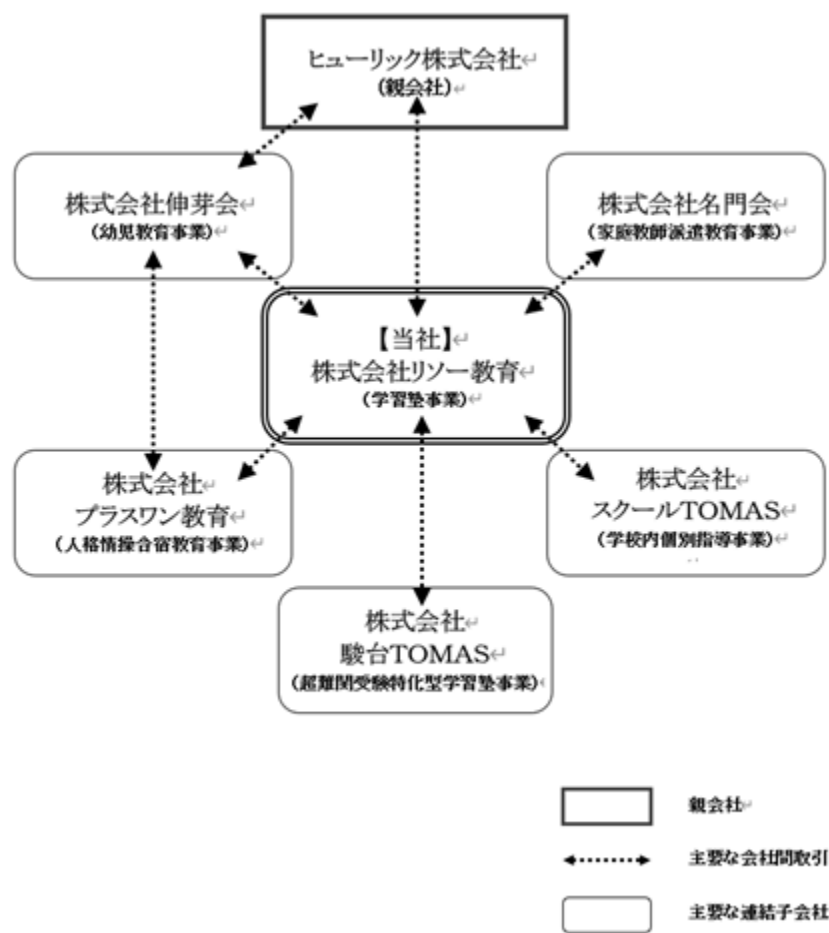 ヒューリック株式会社
(親会社)
株式会社伸芽会
(幼児教育事業)
株式会社名門会
(家庭教師派遣教育事業)
【当社】
株式会社リソー教育
(学習塾事業)
株式会社
プラスワン教育
(人格情操合宿教育事業)
株式会社
スクールTOMAS
(学校内個別指導事業)
株式会社
駿台TOMAS
(超難関受験特化型学習塾事業)
親会社
主要な会社間取引
主要な連結子会社